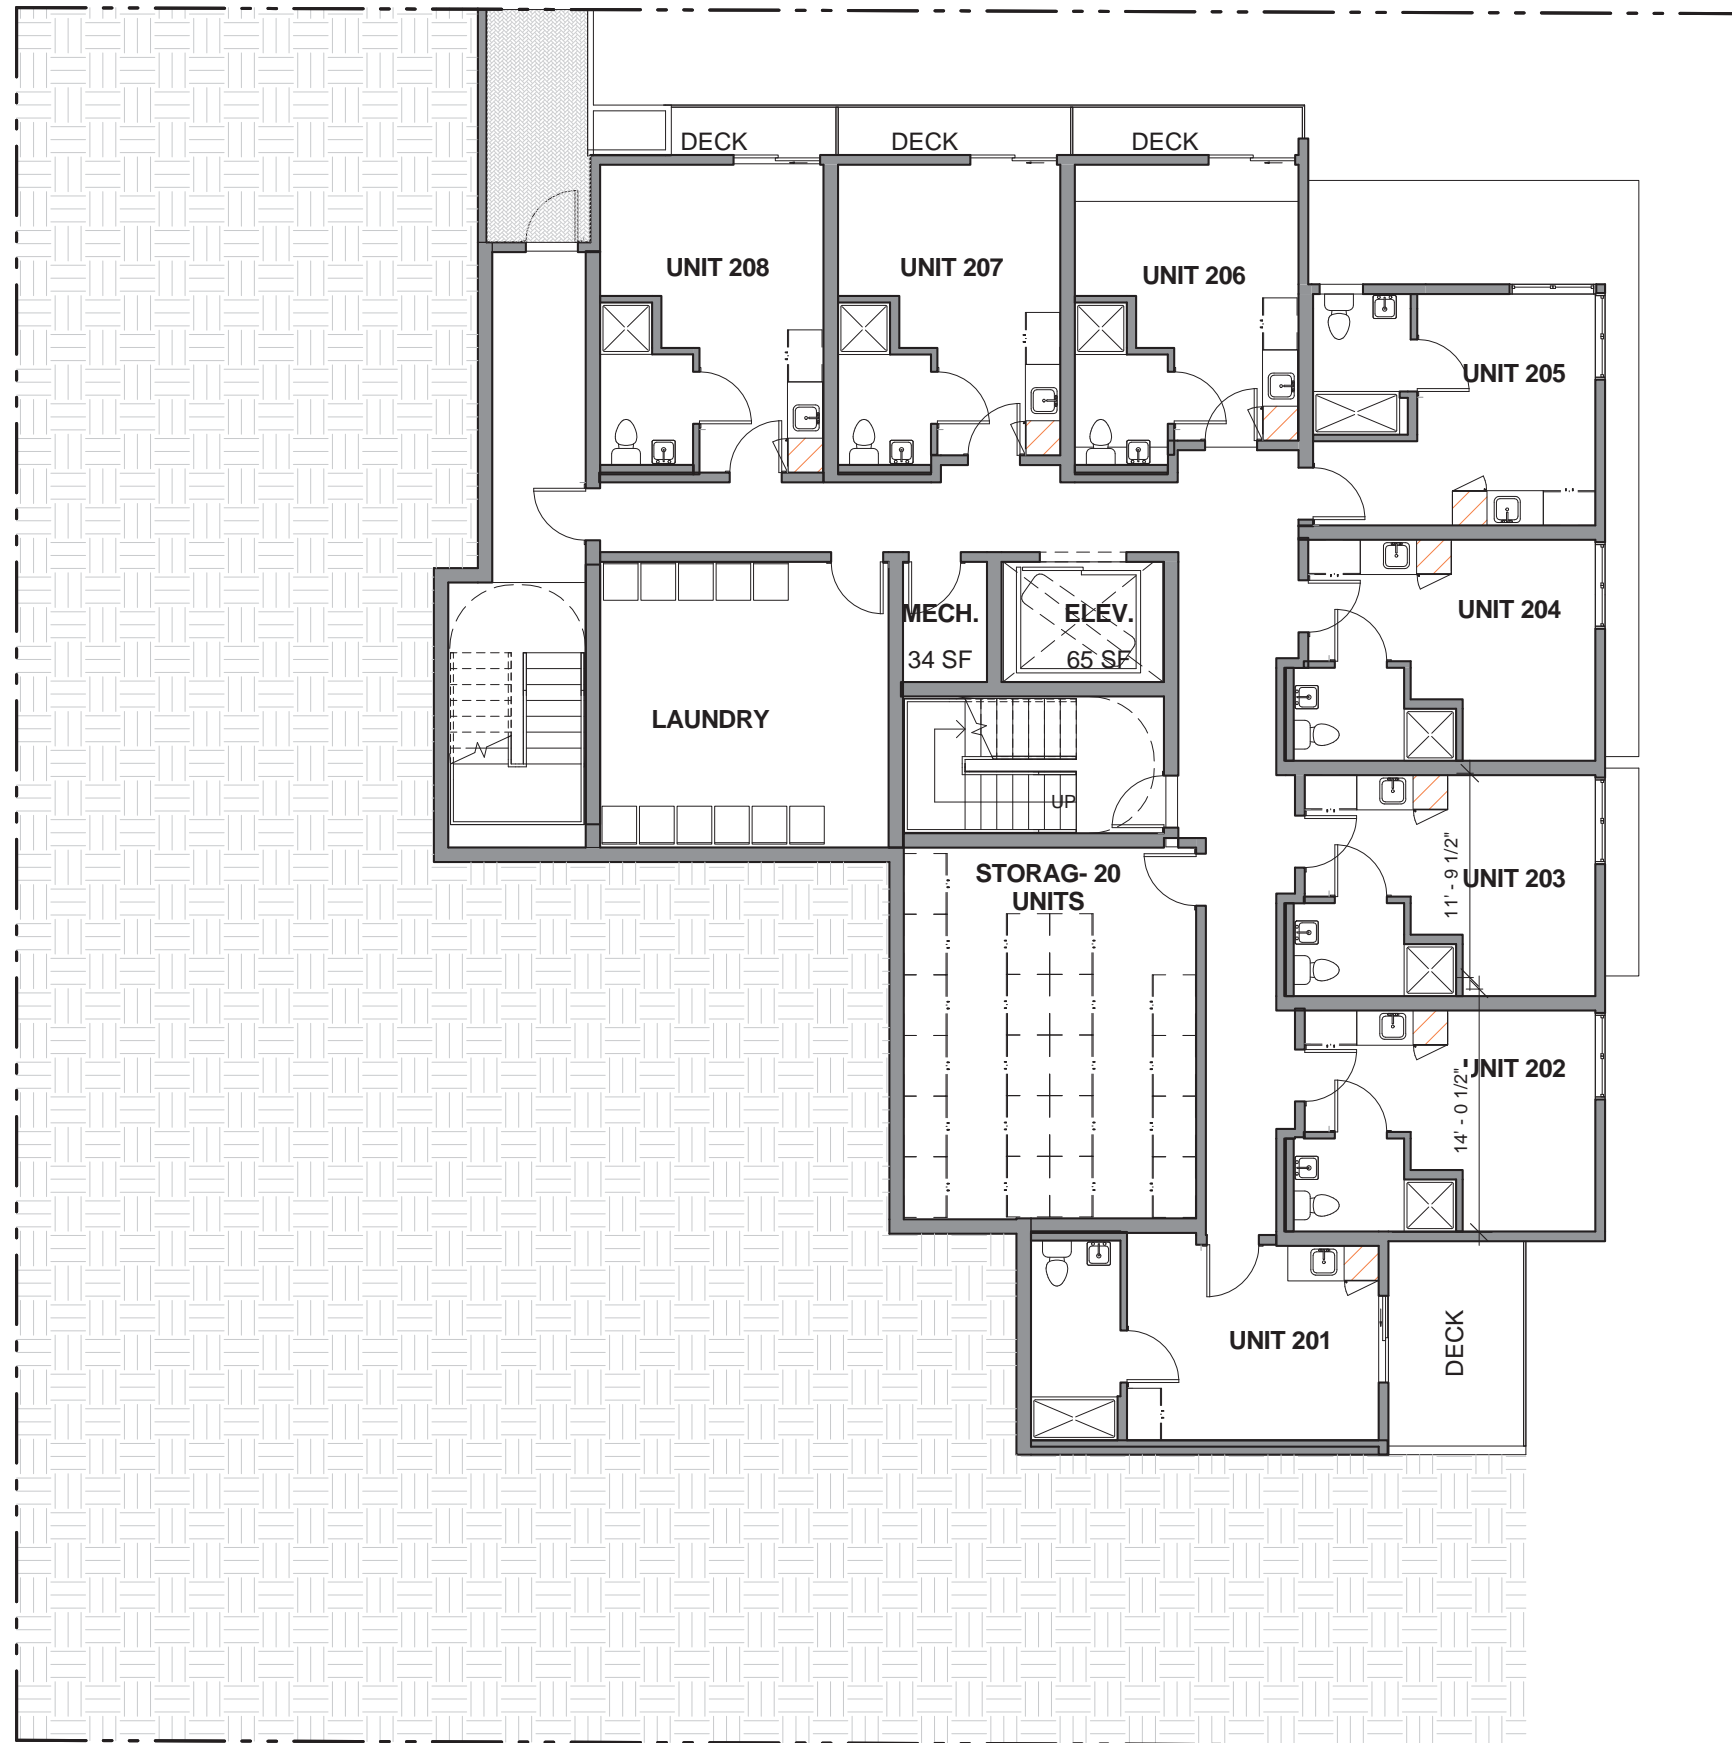 DECK
DECK
DECK
UNIT 208
UNIT 207
UNIT 206
UNIT 205
MECH.
34 SF
ELEV.
65 SF
UNIT 204
LAUNDRY
UP
STORAG- 20
UNITS
11' - 9 1/2"
UNIT 203
14' - 0 1/2"
UNIT 202
UNIT 201
DECK